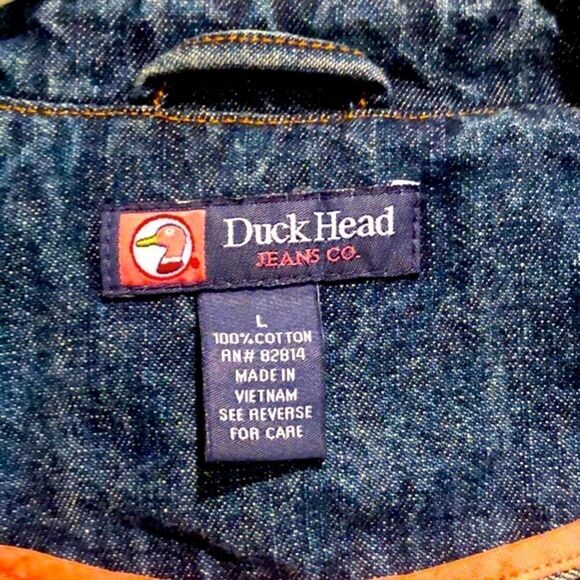 Duck Head
JEANS CO.
L
100% COTTON
RN# 82814
MADE IN
VIETNAM
SEE REVERSE
FOR CARE